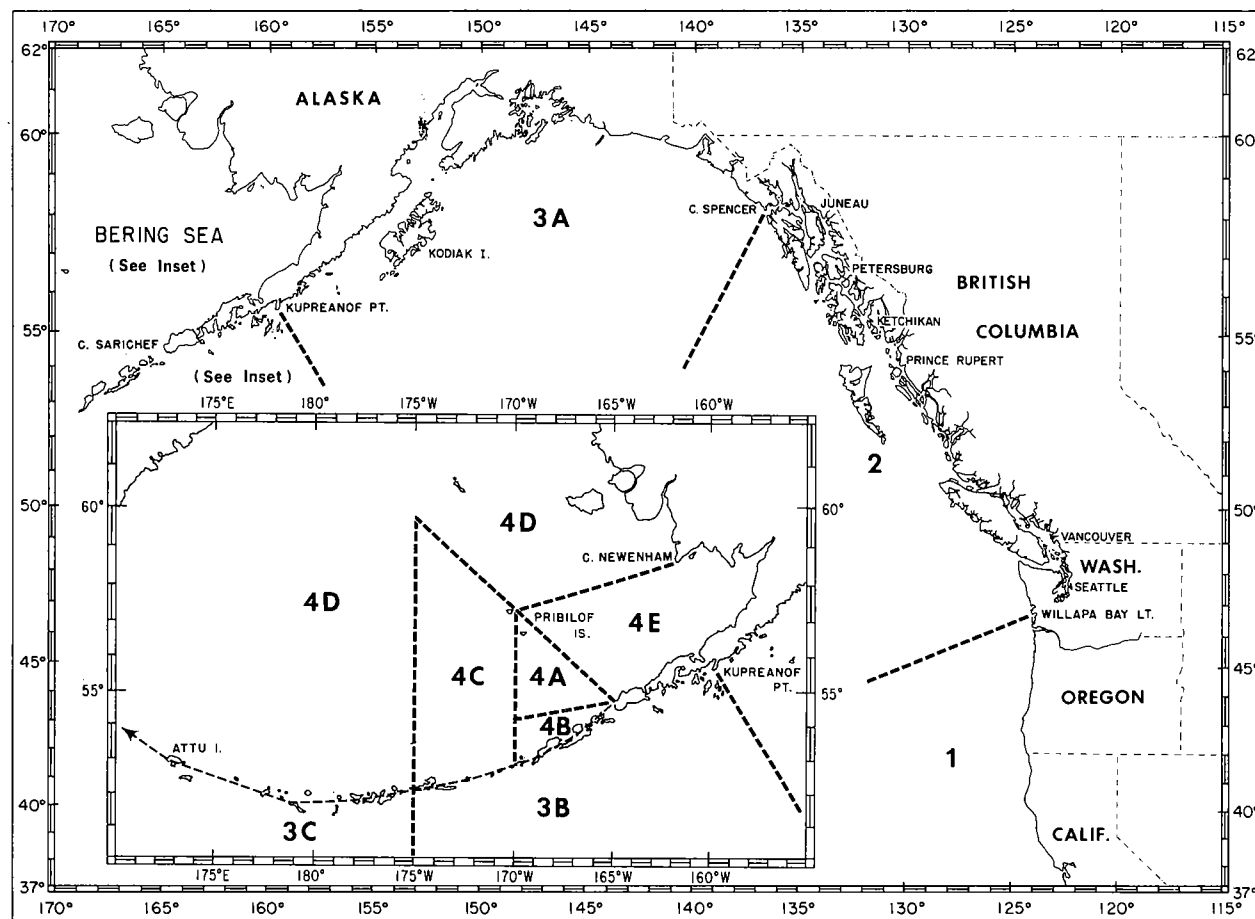 170° 165° 160° 155° 150° 145° 140° 135° 130° 125° 120° 115°
62° 62°
ALASKA
60° 60°
C. SPENCER JUNEAU
3A
BERING SEA
(See Inset)
KODIAK I.
PETERSBURG
BRITISH
KUPREANOF PT.
KETCHIKAN
COLUMBIA
55° 55°
C. SARICHEF
PRINCE RUPERT
(See Inset)
175°E 180° 175°W 170°W 165°W 160°W
2
50° 50°
60° 60°
4D
VANCOUVER
C. NEWENHAM
WASH.
SEATTLE
4D
PRIBILOF
IS.
4E
WILLAPA BAY LT.
45° 45°
4C 4A
KUPREANOF
PT.
55° 55°
OREGON
4B
ATTU I.
1
40° 40°
3B
3C
CALIF.
175°E 180° 175°W 170°W 165°W 160°W
37° 37°
170° 165° 160° 155° 150° 145° 140° 135° 130° 125° 120° 115°